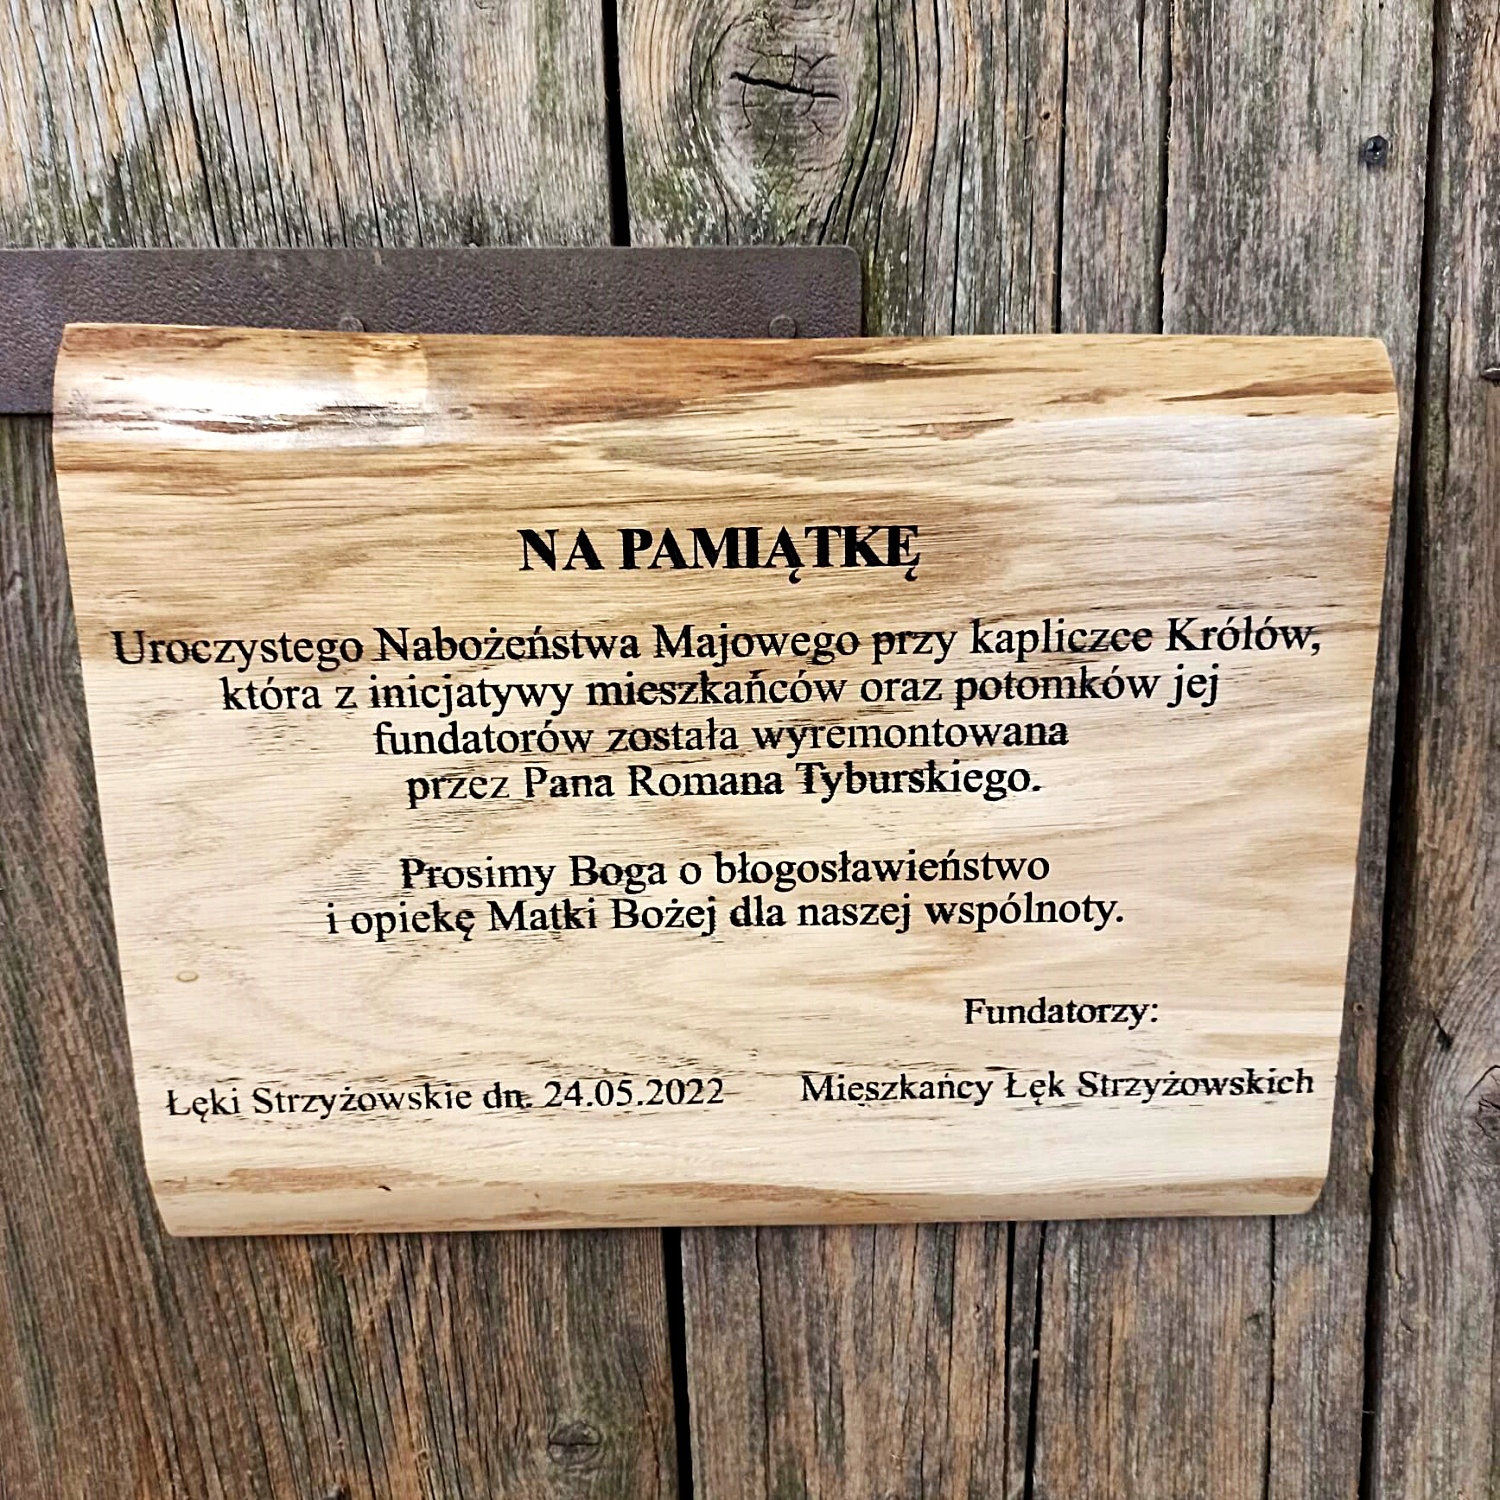 NA PAMIĄTKĘ
Uroczystego Nabożeństwa Majowego przy kapliczce Królów,
która z inicjatywy mieszkańców oraz potomków jej
fundatorów została wyremontowana
przez Pana Romana Tyburskiego.
Prosimy Boga o błogosławieństwo
i opiekę Matki Bożej dla naszej wspólnoty.
Fundatorzy:
Łęki Strzyżowskie dn. 24.05.2022 Mieszkańcy Łęk Strzyżowskich